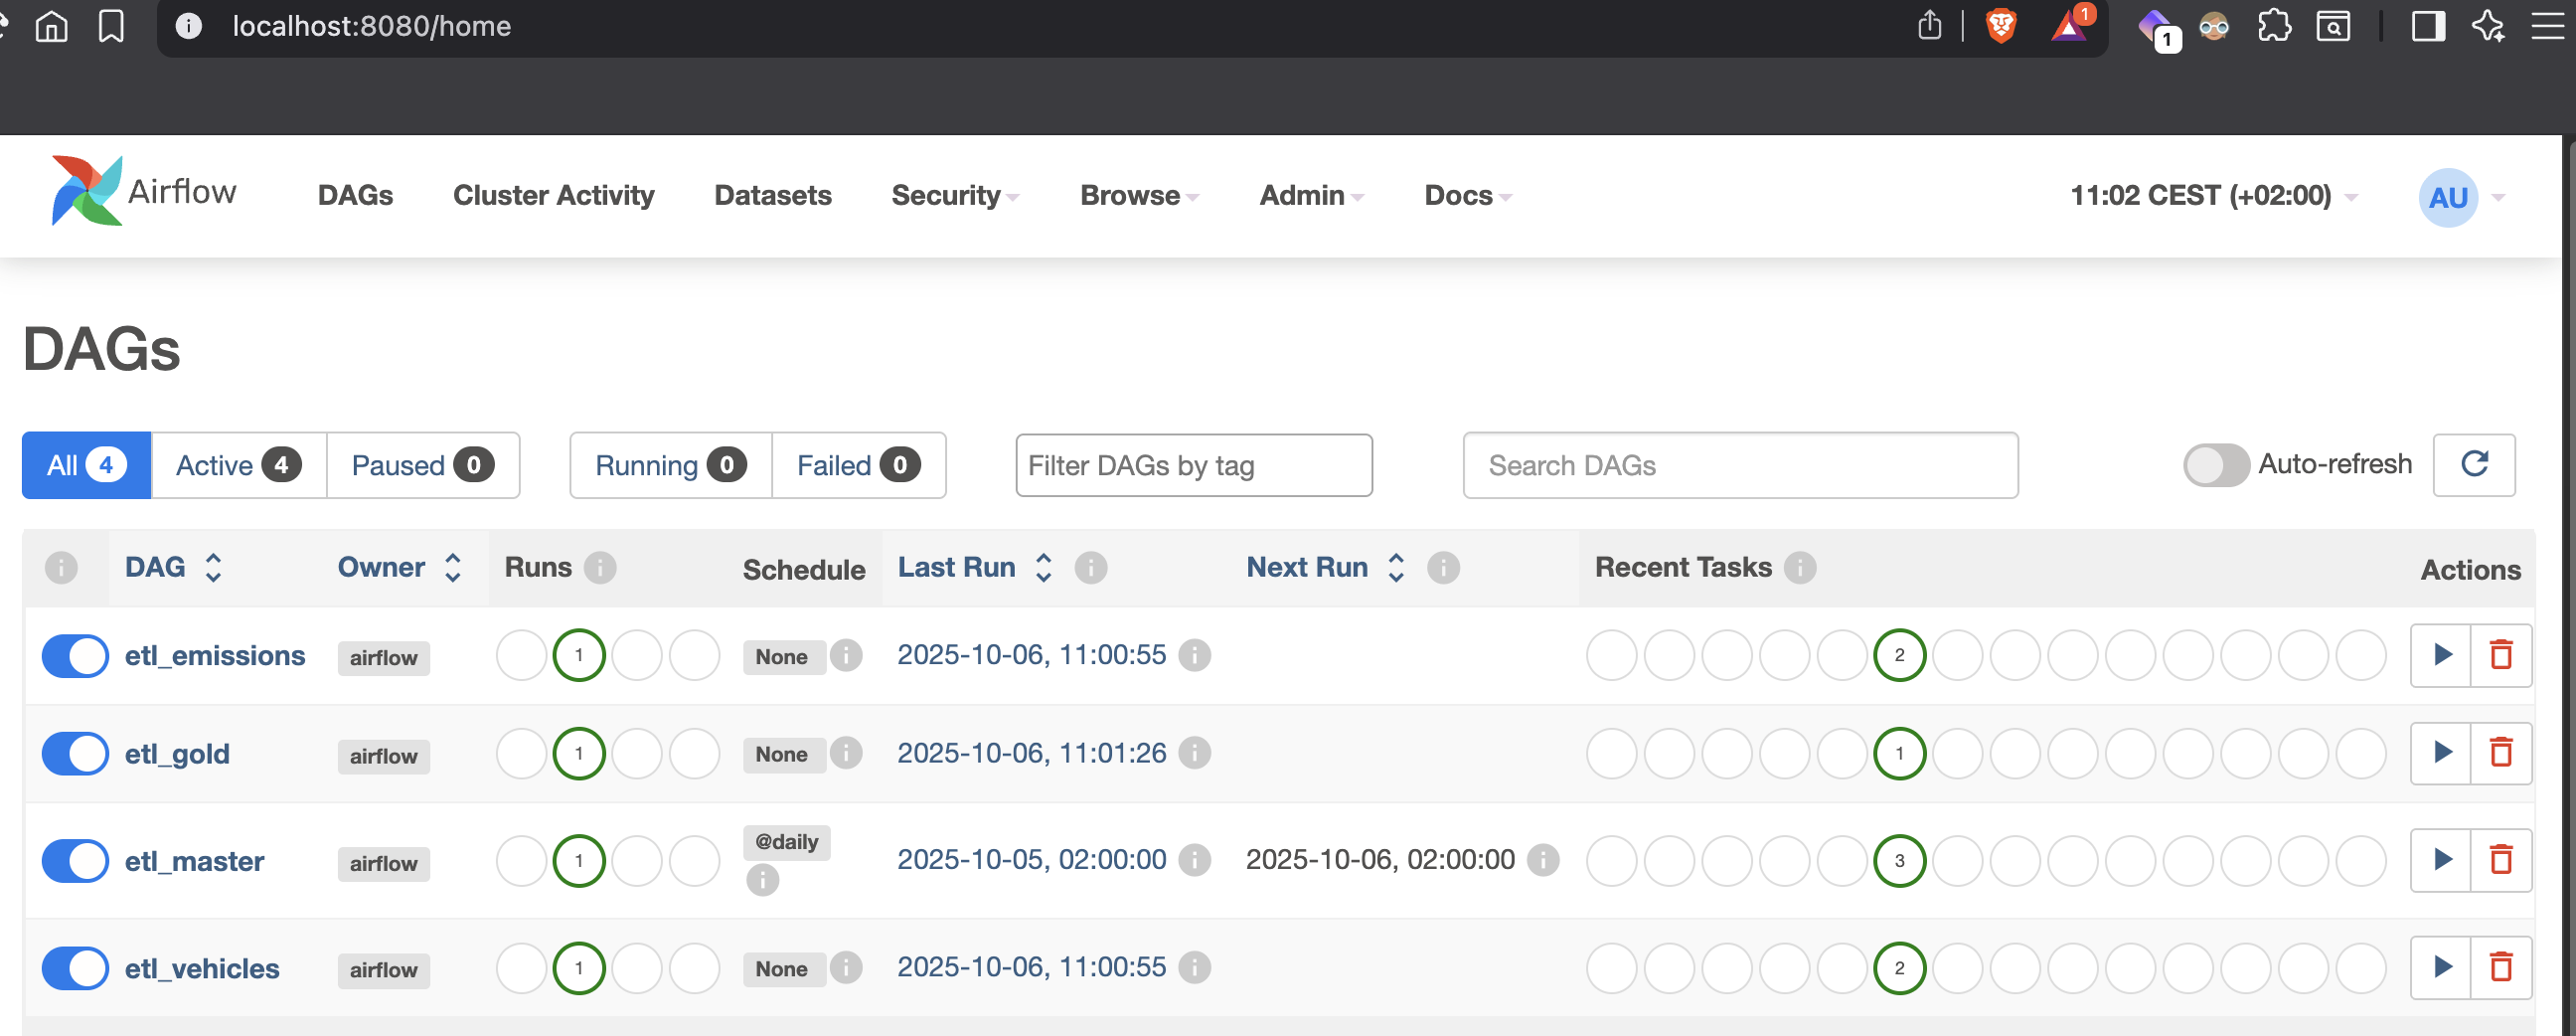 localhost:8080/home
1
1
Airflow DAGs Cluster Activity Datasets Security Browse Admin Docs 11:02 CEST (+02:00) AU
DAGs
All 4 Active 4 Paused 0 Running 0 Failed 0 Filter DAGs by tag Search DAGs Auto-refresh
DAG Owner Runs Schedule Last Run Next Run Recent Tasks Actions
etl_emissions airflow 1 None 2025-10-06, 11:00:55 2
etl_gold airflow 1 None 2025-10-06, 11:01:26 1
etl_master airflow 1 @daily 2025-10-05, 02:00:00 2025-10-06, 02:00:00 3
etl_vehicles airflow 1 None 2025-10-06, 11:00:55 2